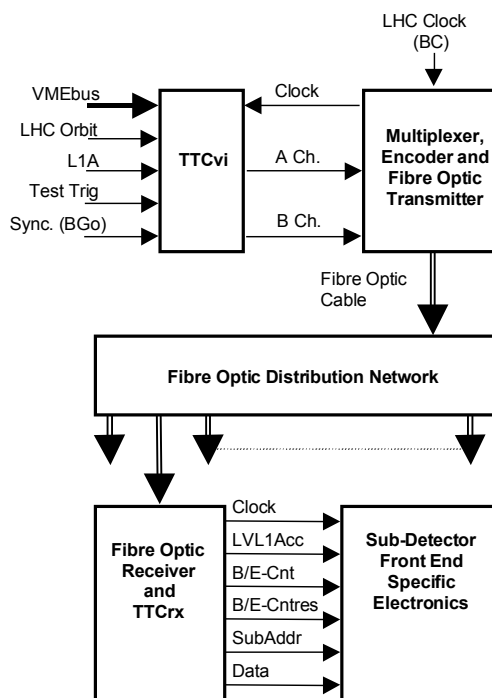 LHC Clock
(BC)
VMEbus
LHC Orbit
L1A
Test Trig
Sync. (BGo)
TTCvi
Clock
A Ch.
B Ch.
Multiplexer,
Encoder and
Fibre Optic
Transmitter
Fibre Optic
Cable
Fibre Optic Distribution Network
Fibre Optic
Receiver
and
TTCrx
Clock
LVL1Acc
B/E-Cnt
B/E-Cntres
SubAddr
Data
Sub-Detector
Front End
Specific
Electronics